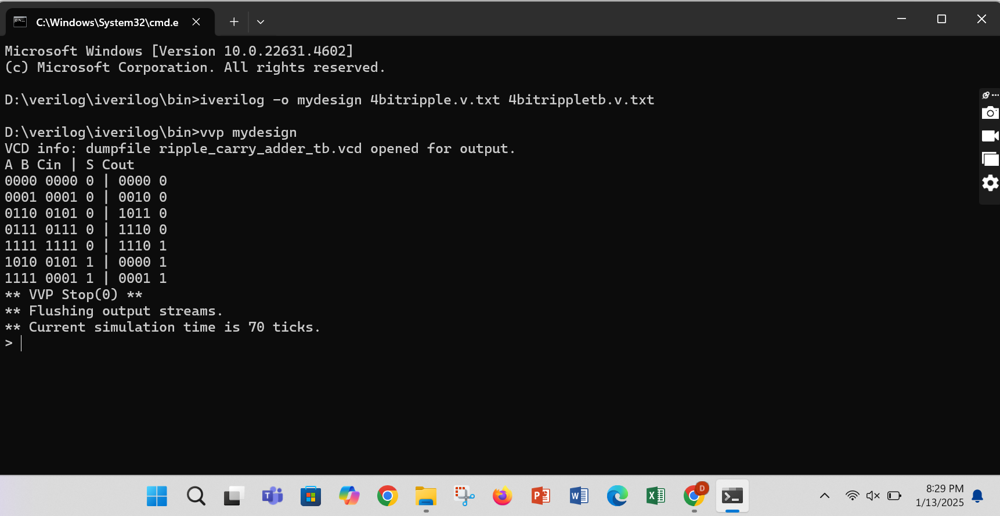 C:\Windows\System32\cmd.e
Microsoft Windows [Version 10.0.22631.4602]
(c) Microsoft Corporation. All rights reserved.
D:\verilog\iverilog\bin>iverilog -o mydesign 4bitripple.v.txt 4bitrippletb.v.txt
D:\verilog\iverilog\bin>vvp mydesign
VCD info: dumpfile ripple_carry_adder_tb.vcd opened for output.
A B Cin | S Cout
0000 0000 0 | 0000 0
0001 0001 0 | 0010 0
0110 0101 0 | 1011 0
0111 0111 0 | 1110 0
1111 1111 0 | 1110 1
1010 0101 1 | 0000 1
1111 0001 1 | 0001 1
** VVP Stop(0) **
** Flushing output streams.
** Current simulation time is 70 ticks.
>
8:29 PM
1/13/2025